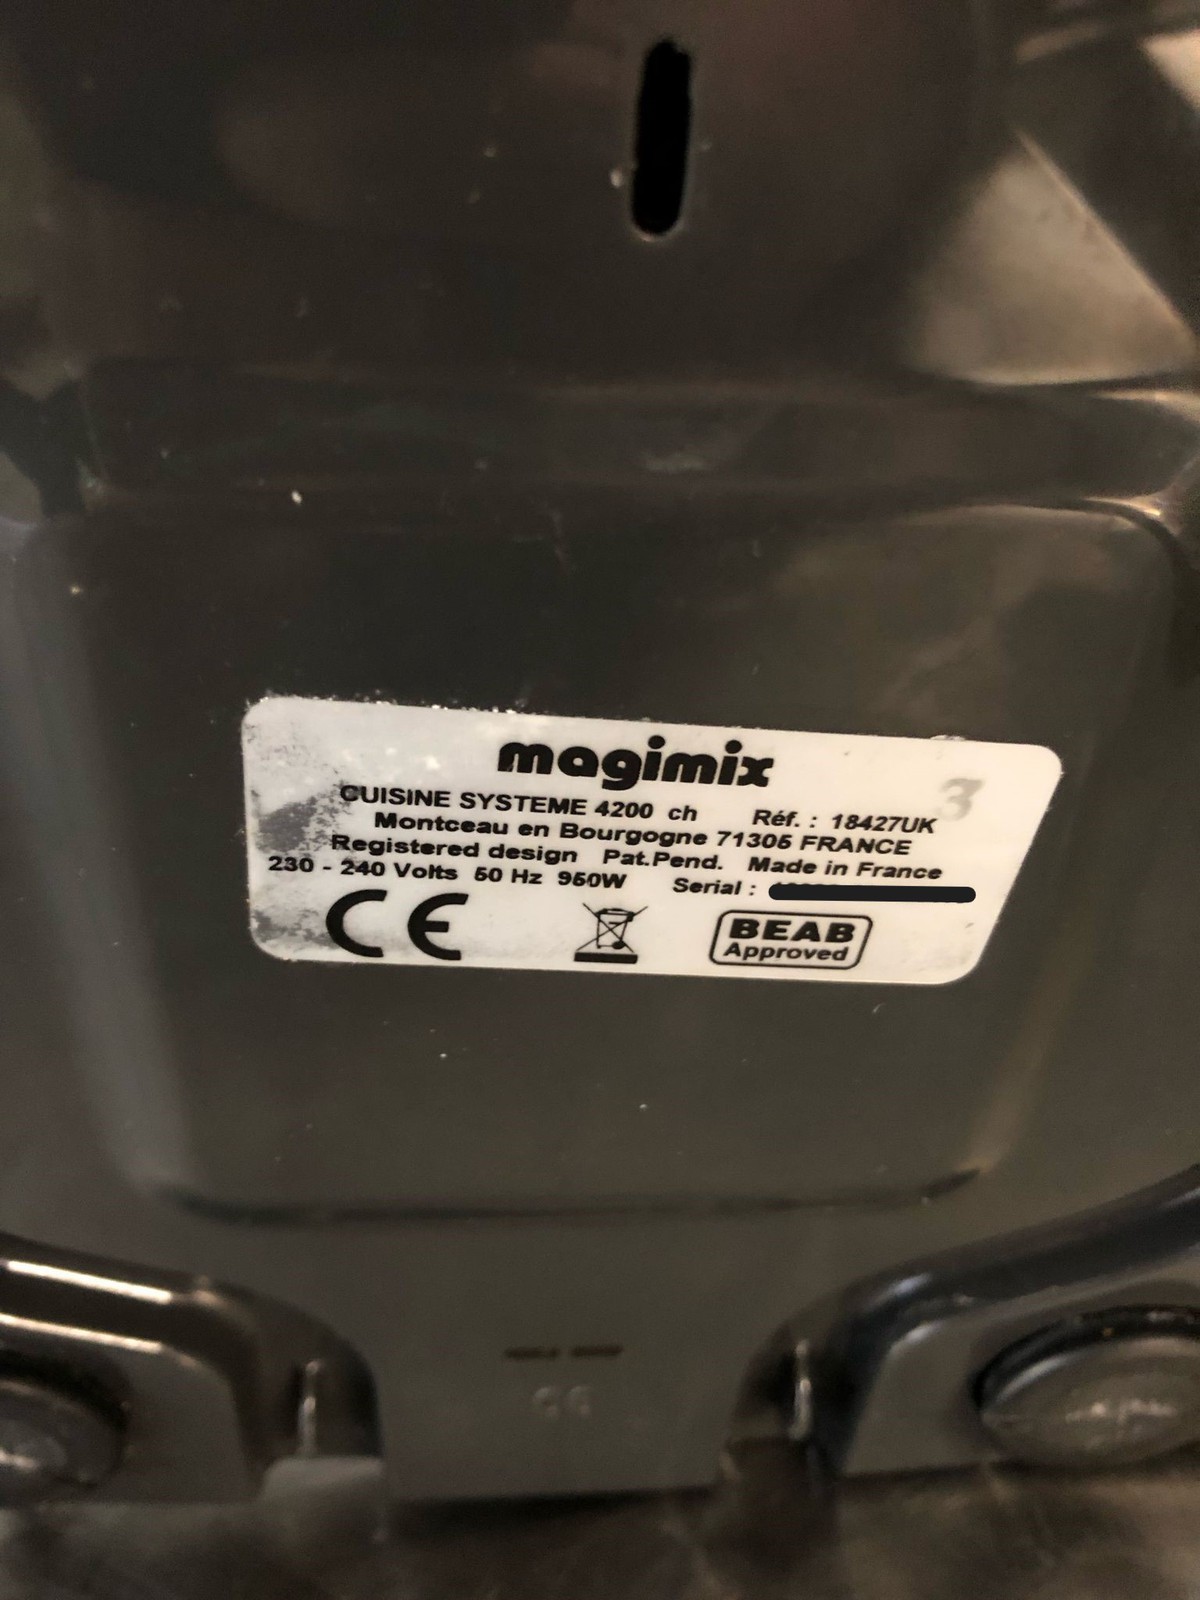 magimix
3
CUISINE SYSTEME 4200 ch Réf. : 18427UK
Montceau en Bourgogne 71305 FRANCE
Registered design Pat.Pend. Made in France
230 - 240 Volts 50 Hz 950W Serial :
CE
BEAB
Approved